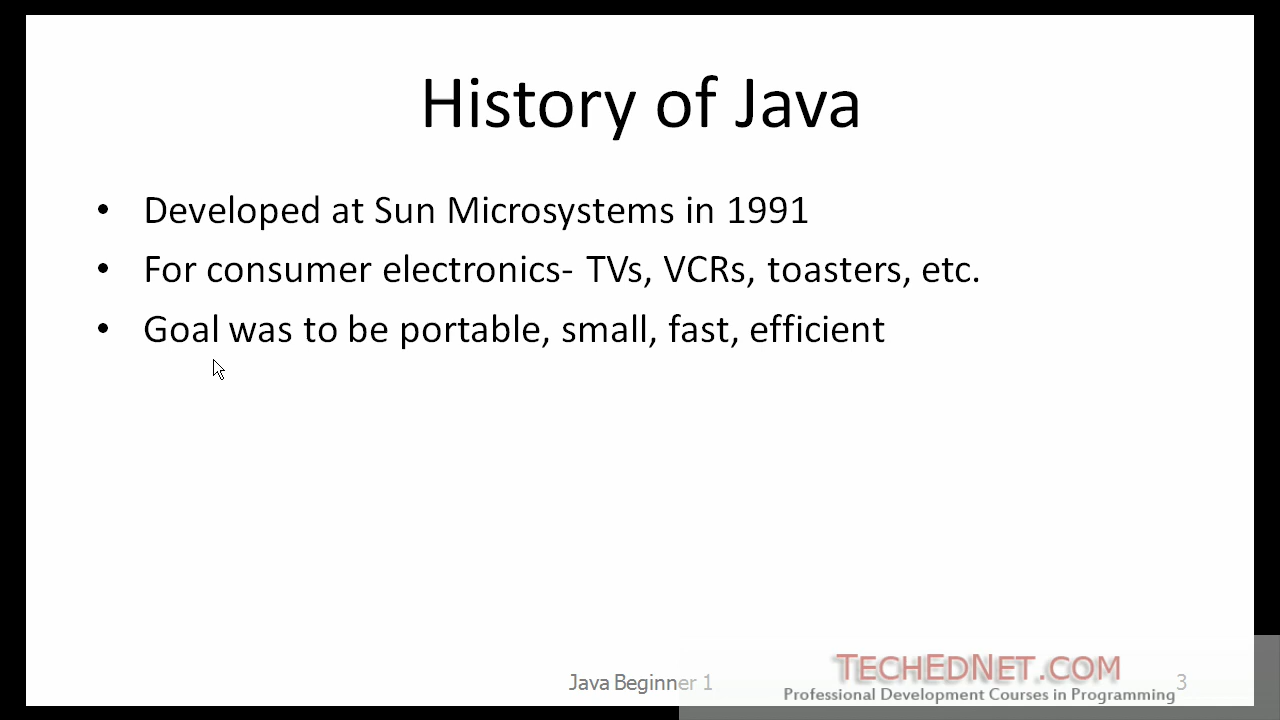 History of Java
• Developed at Sun Microsystems in 1991
• For consumer electronics- TVs, VCRs, toasters, etc.
• Goal was to be portable, small, fast, efficient
Java Beginner 1
TECHEDNET.COM
Professional Development Courses in Programming
3